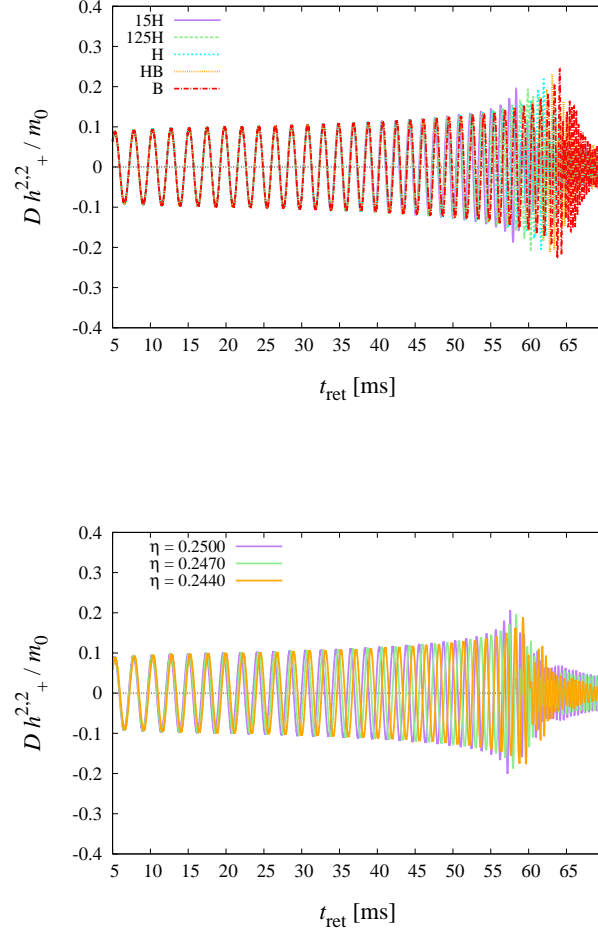 15H
125H
H
HB
B
0.4
0.3
0.2
0.1
0
-0.1
-0.2
-0.3
-0.4
D h^{2,2}_+ / m_0
5 10 15 20 25 30 35 40 45 50 55 60 65
t_ret [ms]
η = 0.2500
η = 0.2470
η = 0.2440
0.4
0.3
0.2
0.1
0
-0.1
-0.2
-0.3
-0.4
D h^{2,2}_+ / m_0
5 10 15 20 25 30 35 40 45 50 55 60 65
t_ret [ms]